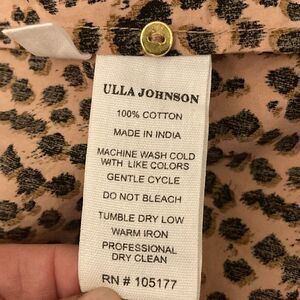 ULLA JOHNSON
100% COTTON
MADE IN INDIA
MACHINE WASH COLD
WITH LIKE COLORS
GENTLE CYCLE
DO NOT BLEACH
TUMBLE DRY LOW
WARM IRON
PROFESSIONAL
DRY CLEAN
RN # 105177